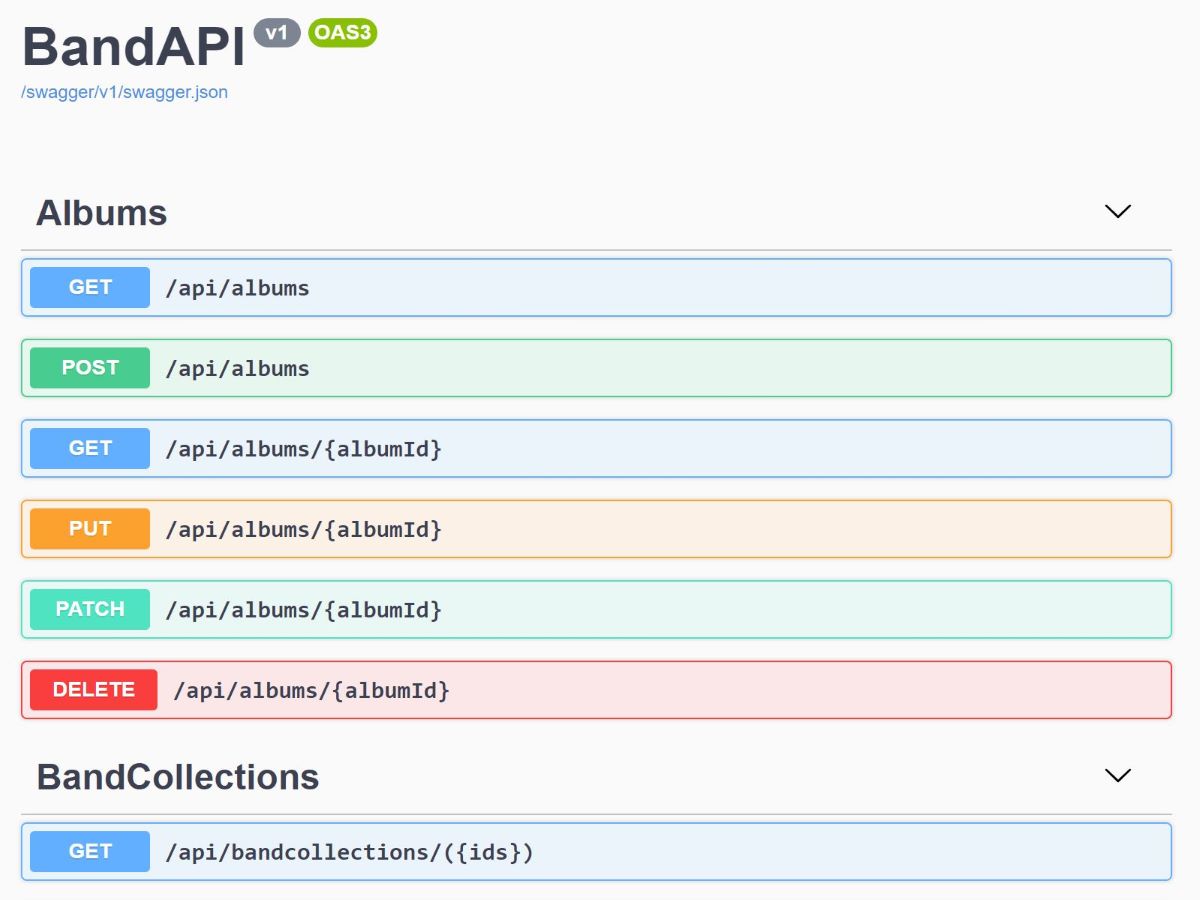 BandAPI v1 OAS3
/swagger/v1/swagger.json
Albums
GET /api/albums
POST /api/albums
GET /api/albums/{albumId}
PUT /api/albums/{albumId}
PATCH /api/albums/{albumId}
DELETE /api/albums/{albumId}
BandCollections
GET /api/bandcollections/({ids})